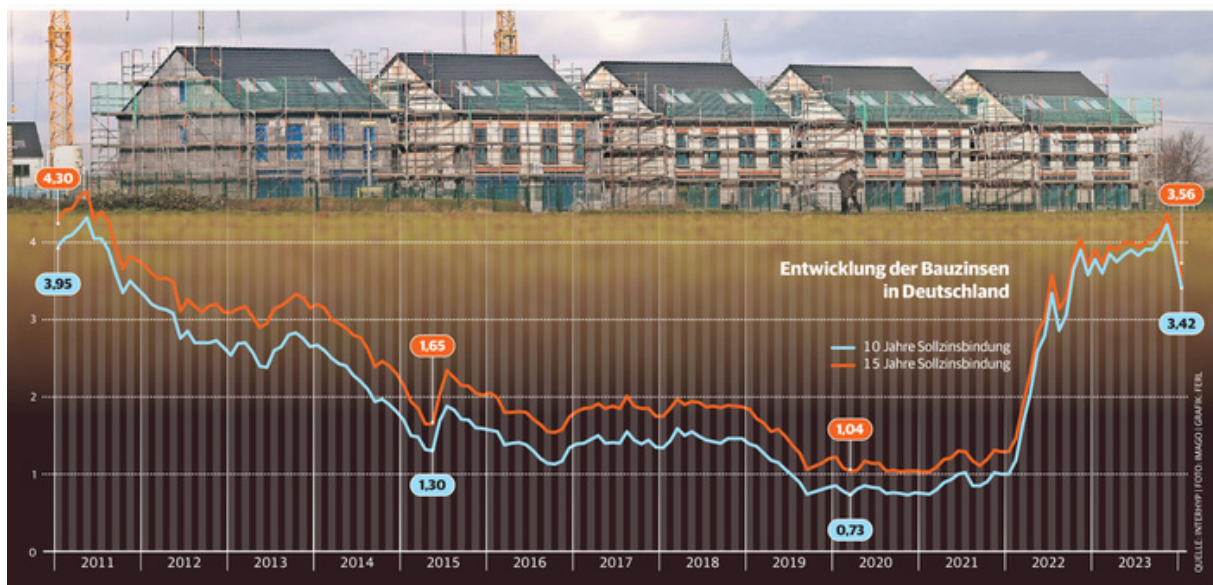 4,30
3,56
4
3,95
Entwicklung der Bauzinsen
in Deutschland
3,42
3
1,65
10 Jahre Sollzinsbindung
15 Jahre Sollzinsbindung
2
1,04
1
1,30
0,73
0
2011 2012 2013 2014 2015 2016 2017 2018 2019 2020 2021 2022 2023
QUELLE: INTERHYP | FOTO: IMAGO | GRAFIK: FERL